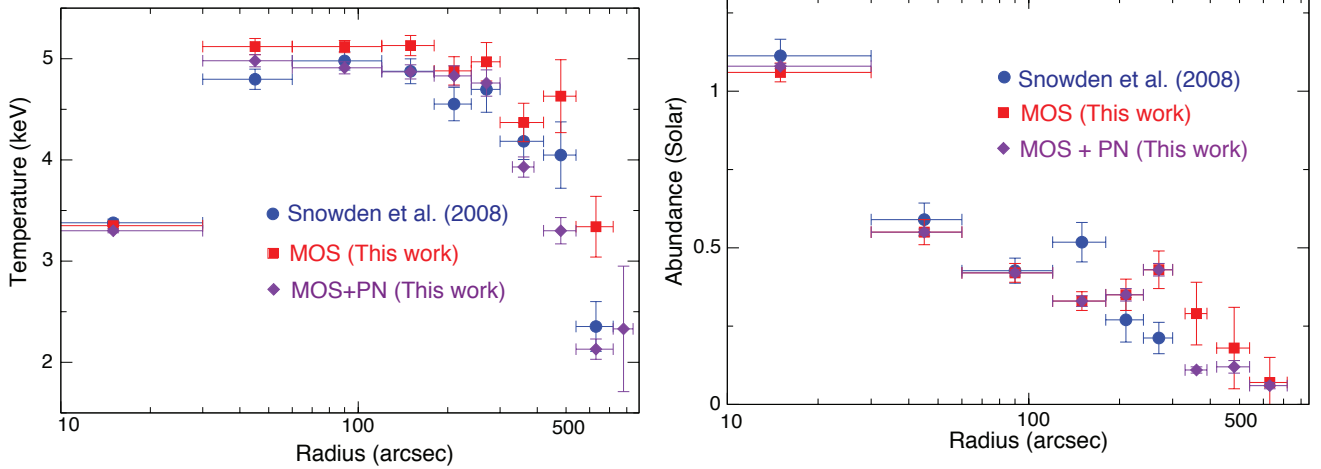 5
4
3
2
Temperature (keV)
Snowden et al. (2008)
MOS (This work)
MOS+PN (This work)
10
100
500
Radius (arcsec)
1
0.5
0
Abundance (Solar)
Snowden et al. (2008)
MOS (This work)
MOS + PN (This work)
10
100
500
Radius (arcsec)